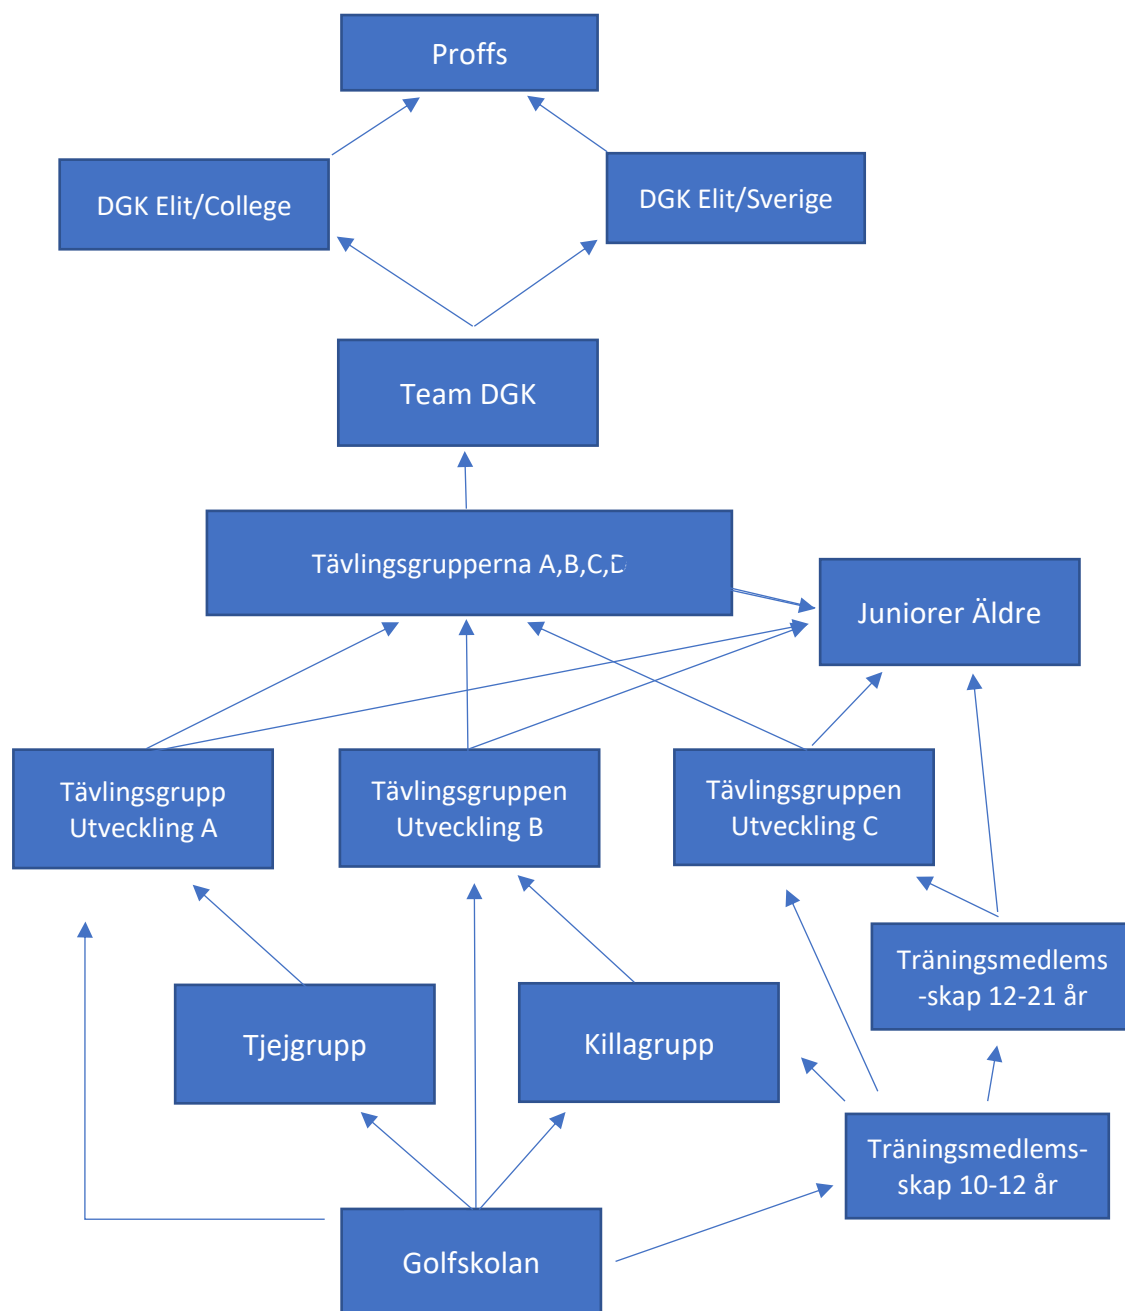 Proffs
DGK Elit/College
DGK Elit/Sverige
Team DGK
Tävlingsgrupperna A,B,C,D
Juniorer Äldre
Tävlingsgrupp
Utveckling A
Tävlingsgruppen
Utveckling B
Tävlingsgruppen
Utveckling C
Träningsmedlems
-skap 12-21 år
Tjejgrupp
Killagrupp
Träningsmedlems-
skap 10-12 år
Golfskolan